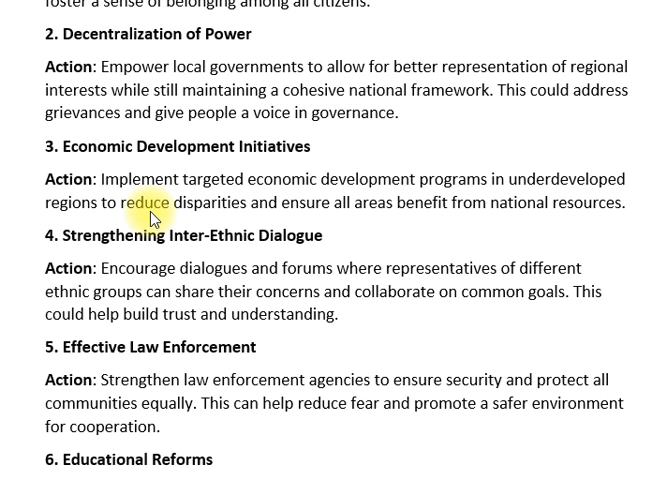 foster a sense of belonging among all citizens.
2. Decentralization of Power
Action: Empower local governments to allow for better representation of regional
interests while still maintaining a cohesive national framework. This could address
grievances and give people a voice in governance.
3. Economic Development Initiatives
Action: Implement targeted economic development programs in underdeveloped
regions to reduce disparities and ensure all areas benefit from national resources.
4. Strengthening Inter-Ethnic Dialogue
Action: Encourage dialogues and forums where representatives of different
ethnic groups can share their concerns and collaborate on common goals. This
could help build trust and understanding.
5. Effective Law Enforcement
Action: Strengthen law enforcement agencies to ensure security and protect all
communities equally. This can help reduce fear and promote a safer environment
for cooperation.
6. Educational Reforms